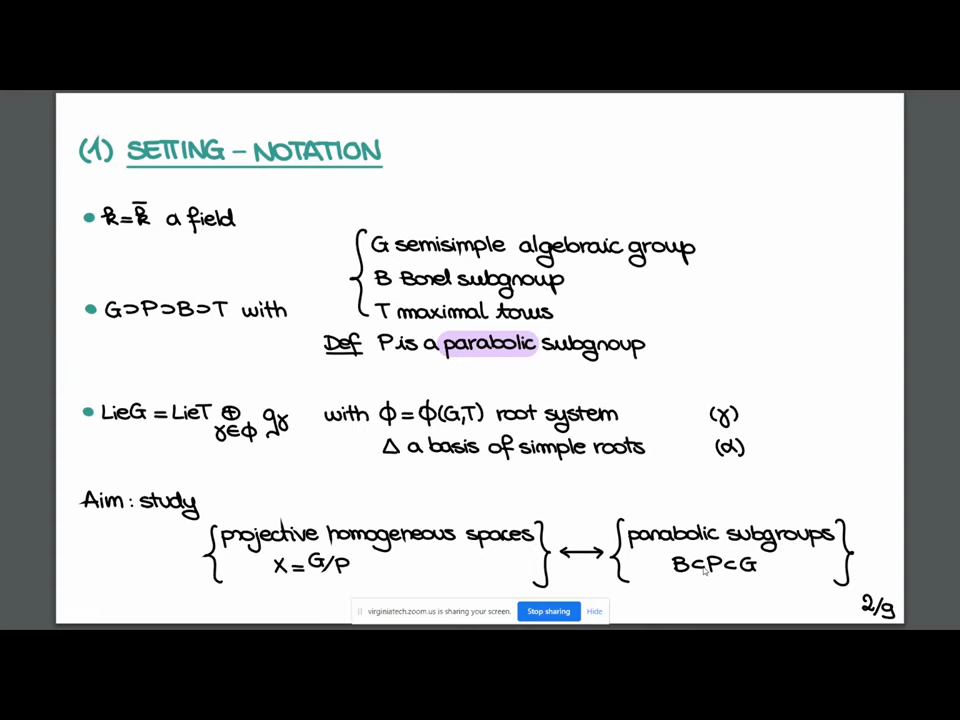 (1) SETTING – NOTATION
• k = k̄ a field
G semisimple algebraic group
B Borel subgroup
• G⊃P⊃B⊃T with
T maximal torus
Def P is a parabolic subgroup
• LieG = LieT ⊕ gγ with Φ = Φ(G,T) root system (γ)
γ∈Φ
Δ a basis of simple roots (α)
Aim: study
{projective homogeneous spaces} ↔ {parabolic subgroups}
X = G/P B⊂P⊂G
virginiatech.zoom.us is sharing your screen. Stop sharing Hide
2/9